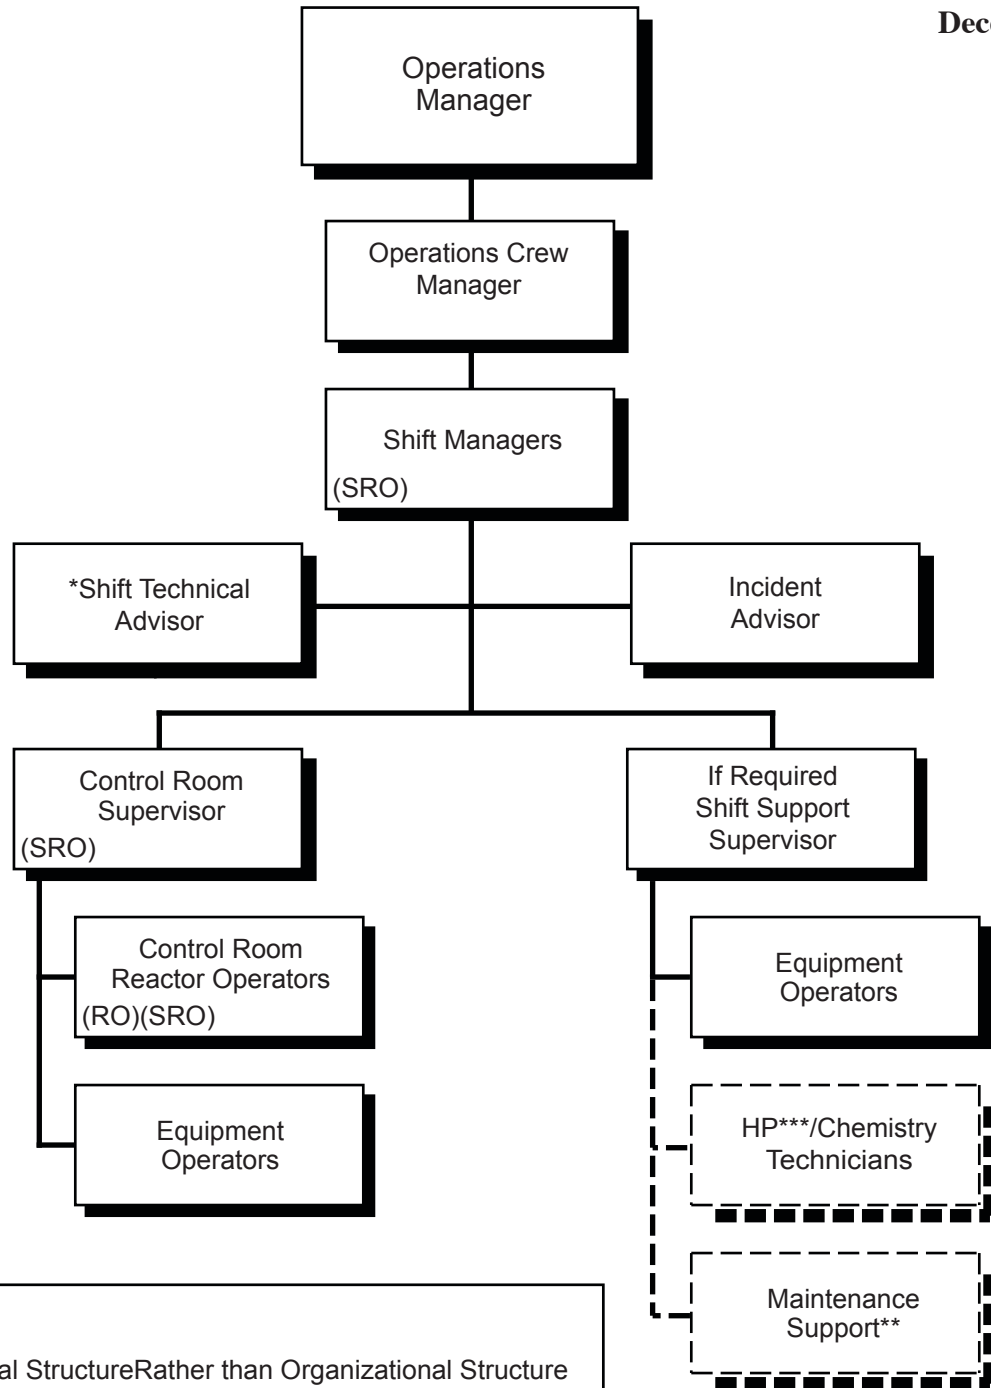 Operations
Manager
Operations Crew
Manager
Shift Managers
(SRO)
*Shift Technical
Advisor
Incident
Advisor
Control Room
Supervisor
(SRO)
If Required
Shift Support
Supervisor
Control Room
Reactor Operators
(RO)(SRO)
Equipment
Operators
Equipment
Operators
HP***/Chemistry
Technicians
Maintenance
Support**
StructureRather than Organizational Structure